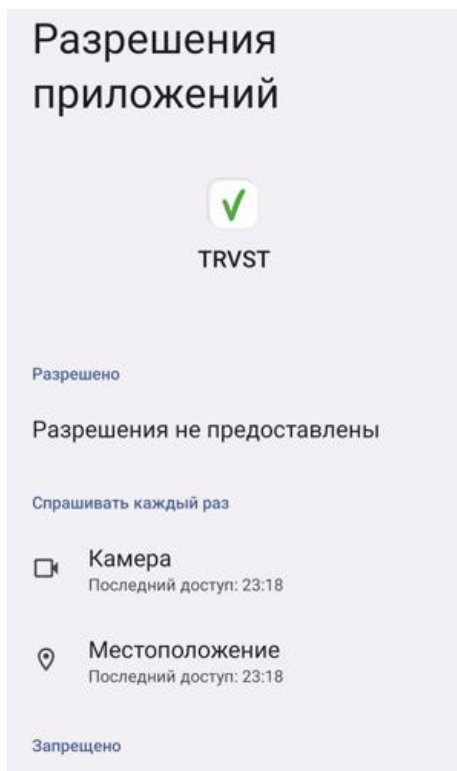 Разрешения
приложений
TRVST
Разрешено
Разрешения не предоставлены
Спрашивать каждый раз
Камера
Последний доступ: 23:18
Местоположение
Последний доступ: 23:18
Запрещено